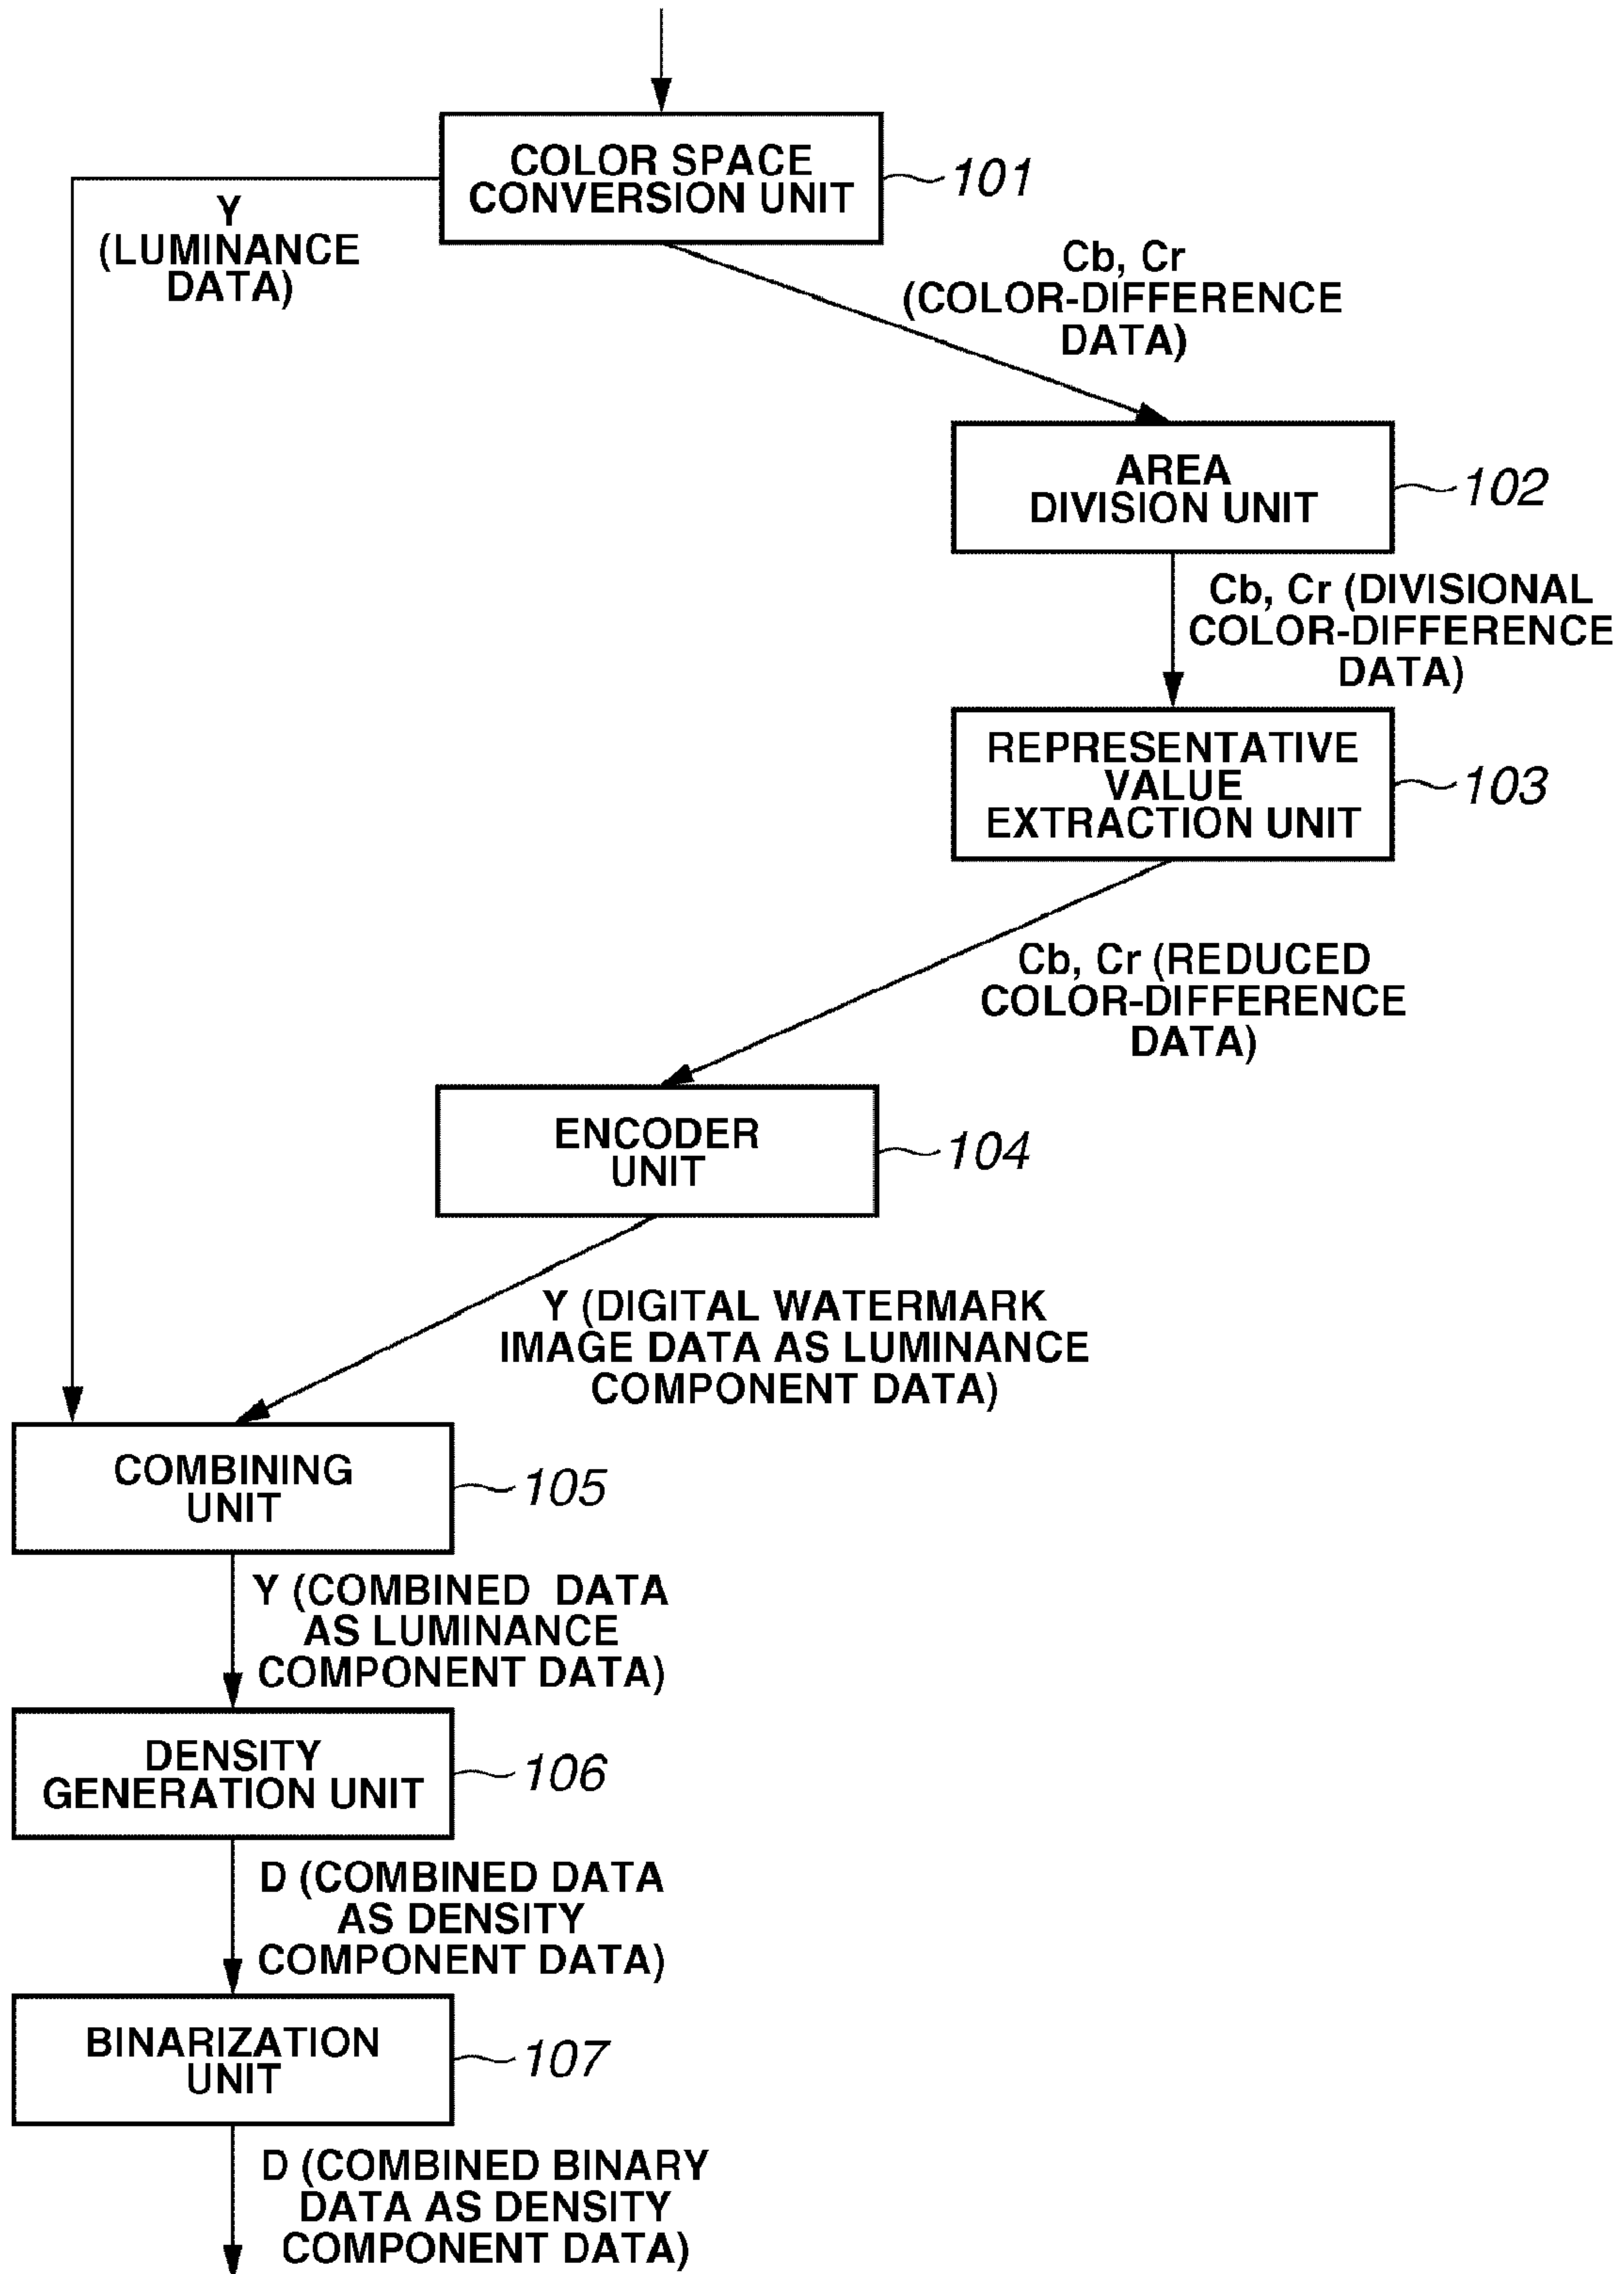 COLOR SPACE
CONVERSION UNIT
101
Y
(LUMINANCE
DATA)
Cb, Cr
(COLOR-DIFFERENCE
DATA)
AREA
DIVISION UNIT
102
Cb, Cr (DIVISIONAL
COLOR-DIFFERENCE
DATA)
REPRESENTATIVE
VALUE
EXTRACTION UNIT
103
Cb, Cr (REDUCED
COLOR-DIFFERENCE
DATA)
ENCODER
UNIT
104
Y (DIGITAL WATERMARK
IMAGE DATA AS LUMINANCE
COMPONENT DATA)
COMBINING
UNIT
105
Y (COMBINED DATA
AS LUMINANCE
COMPONENT DATA)
DENSITY
GENERATION UNIT
106
D (COMBINED DATA
AS DENSITY
COMPONENT DATA)
BINARIZATION
UNIT
107
D (COMBINED BINARY
DATA AS DENSITY
COMPONENT DATA)